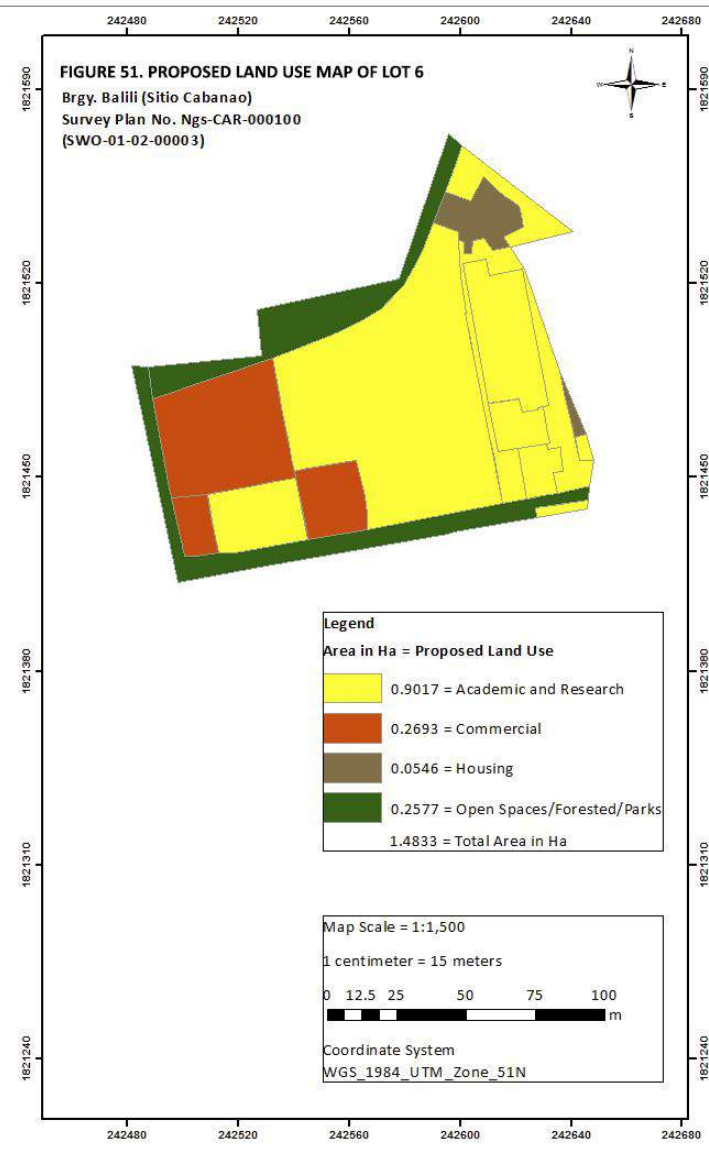 242480 242520 242560 242600 242640 242680
FIGURE 51. PROPOSED LAND USE MAP OF LOT 6
Brgy. Balili (Sitio Cabanao)
Survey Plan No. Ngs-CAR-000100
(SWO-01-02-00003)
N
W E
S
1821590 1821590
1821520 1821520
1821450 1821450
1821380 1821380
1821310 1821310
1821240 1821240
Legend
Area in Ha = Proposed Land Use
0.9017 = Academic and Research
0.2693 = Commercial
0.0546 = Housing
0.2577 = Open Spaces/Forested/Parks
1.4833 = Total Area in Ha
Map Scale = 1:1,500
1 centimeter = 15 meters
0 12.5 25 50 75 100
m
Coordinate System
WGS_1984_UTM_Zone_51N
242480 242520 242560 242600 242640 242680